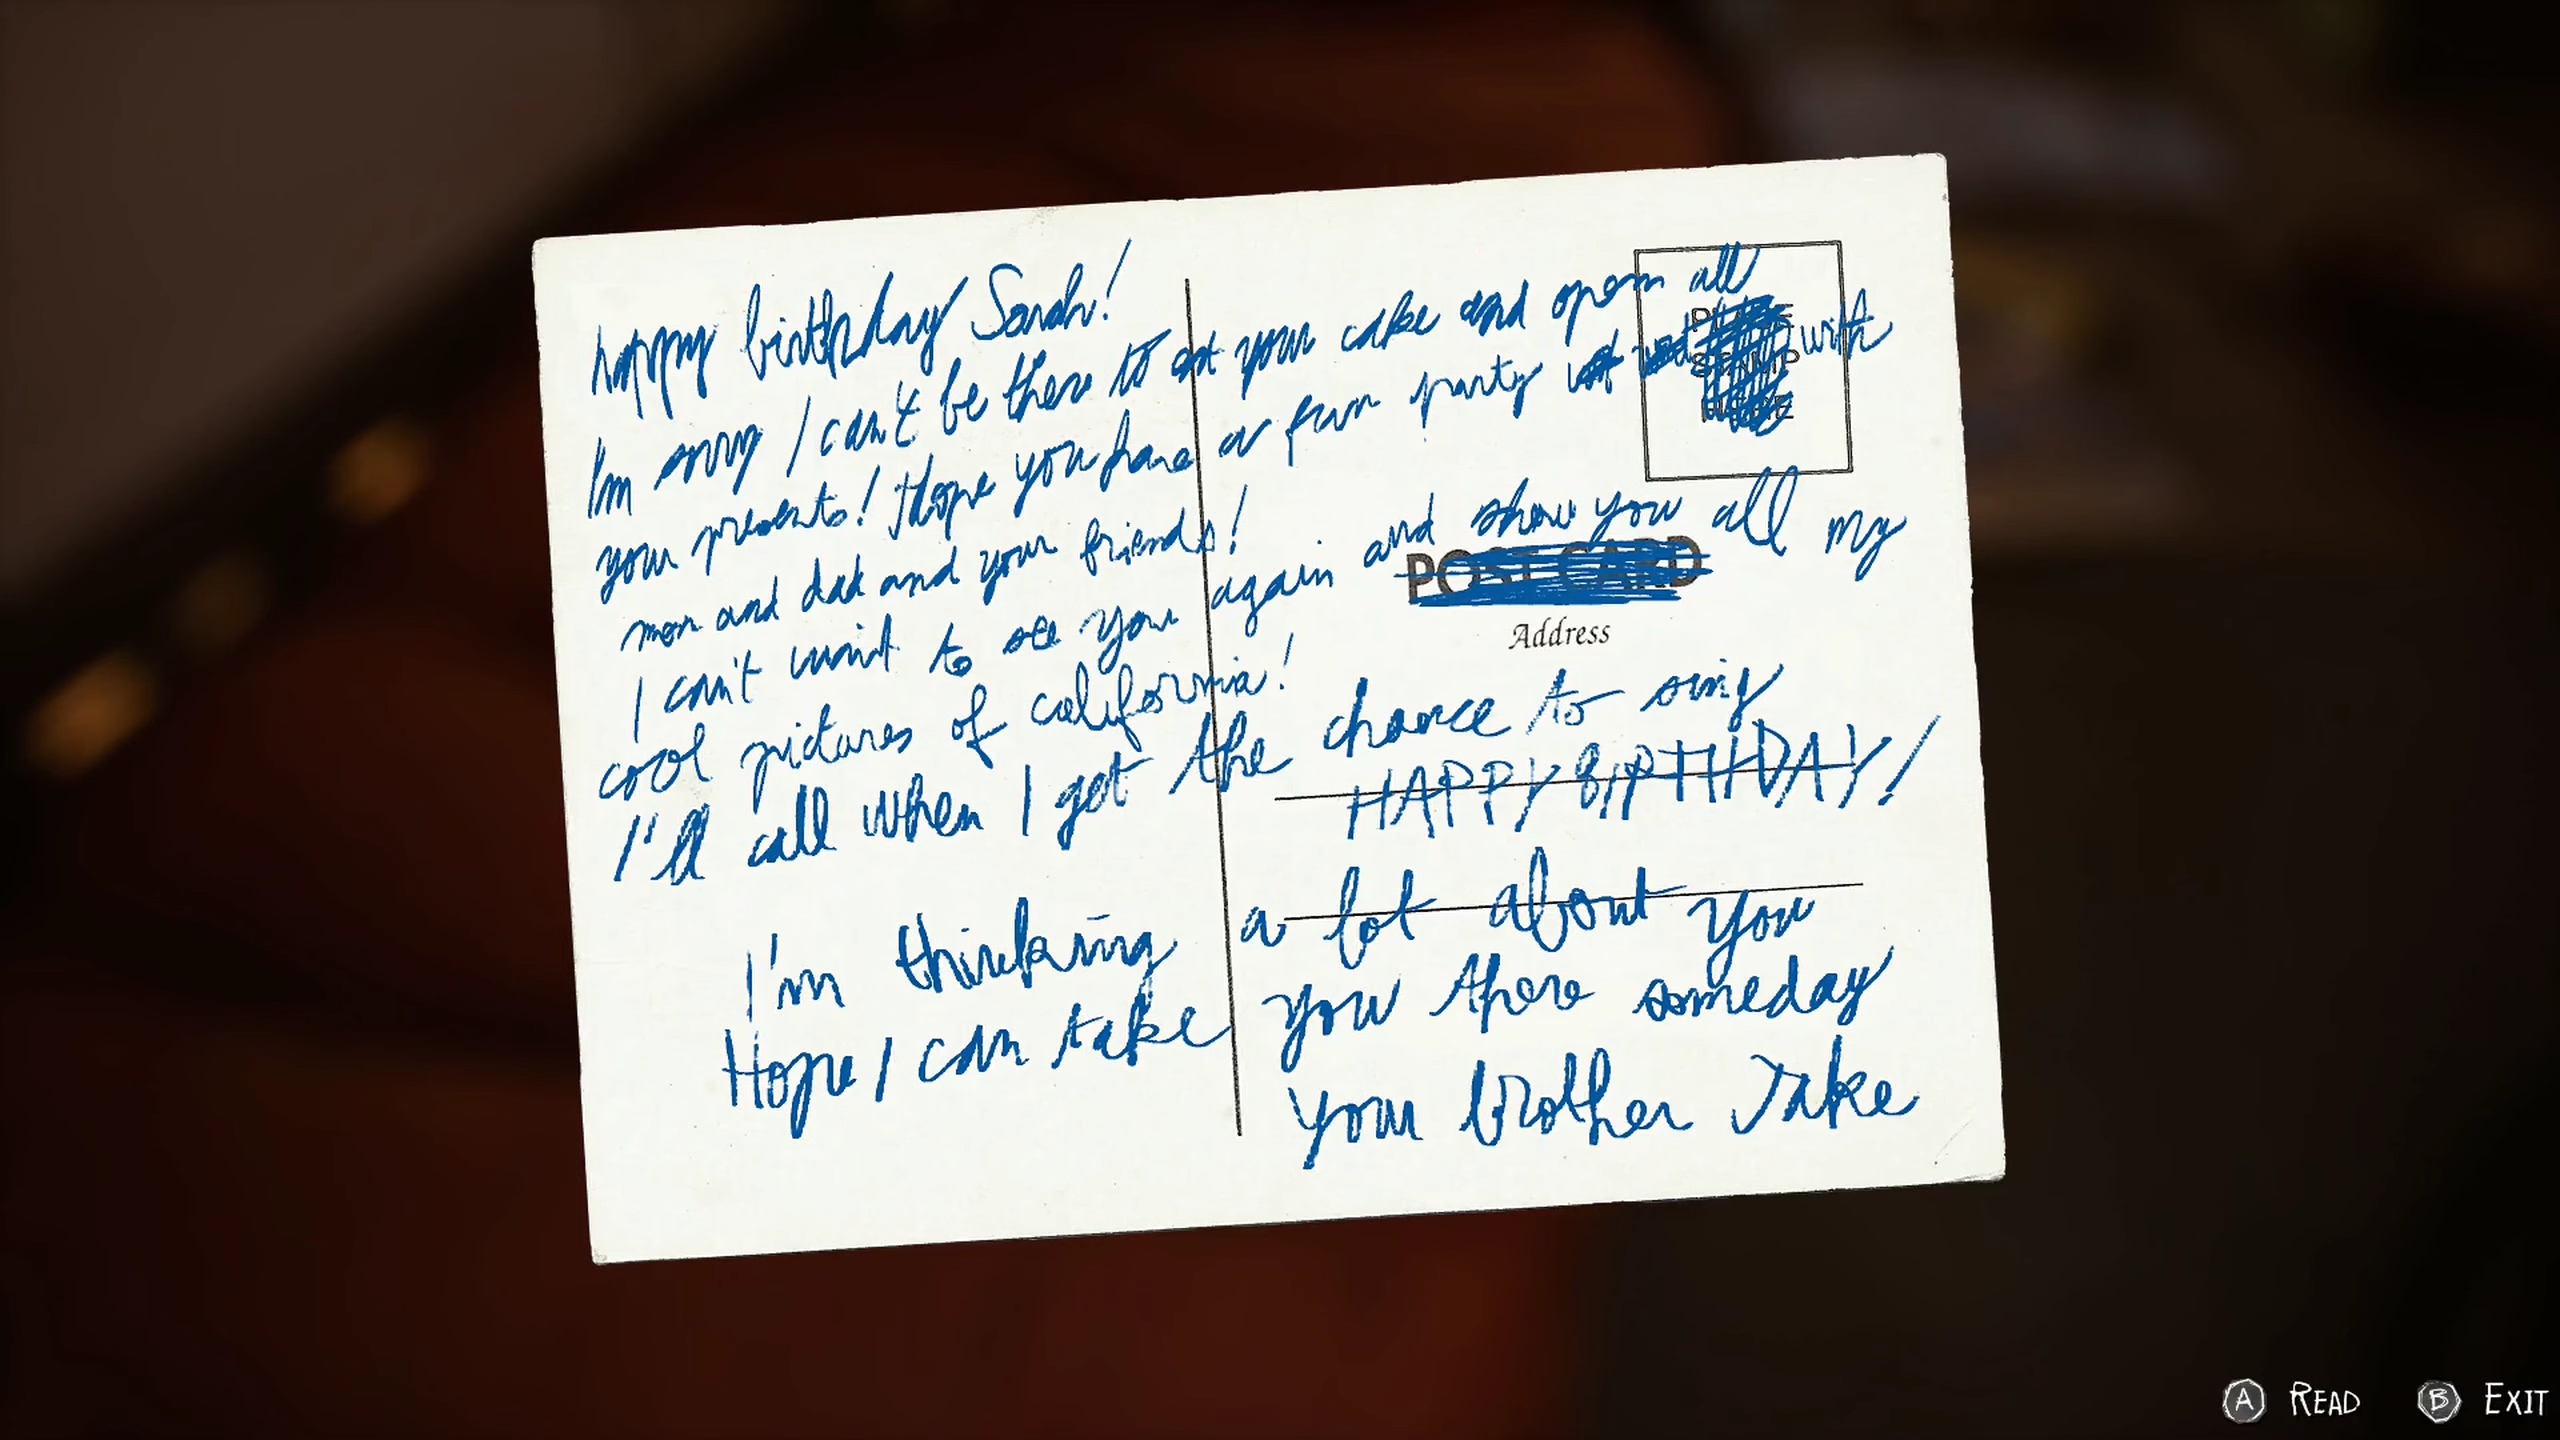 happy birthday Sarah!
I'm sorry I can't be there to eat your cake and open all
your presents! Hope you have a fun party with
mom and dad and your friends!
I can't wait to see you again and show you all my
POST CARD
Address
cool pictures of california!
I'll call when I get the chance to sing
HAPPY BIRTHDAY!
I'm thinking a lot about you
Hope I can take you there someday
your brother Jake
A READ B EXIT